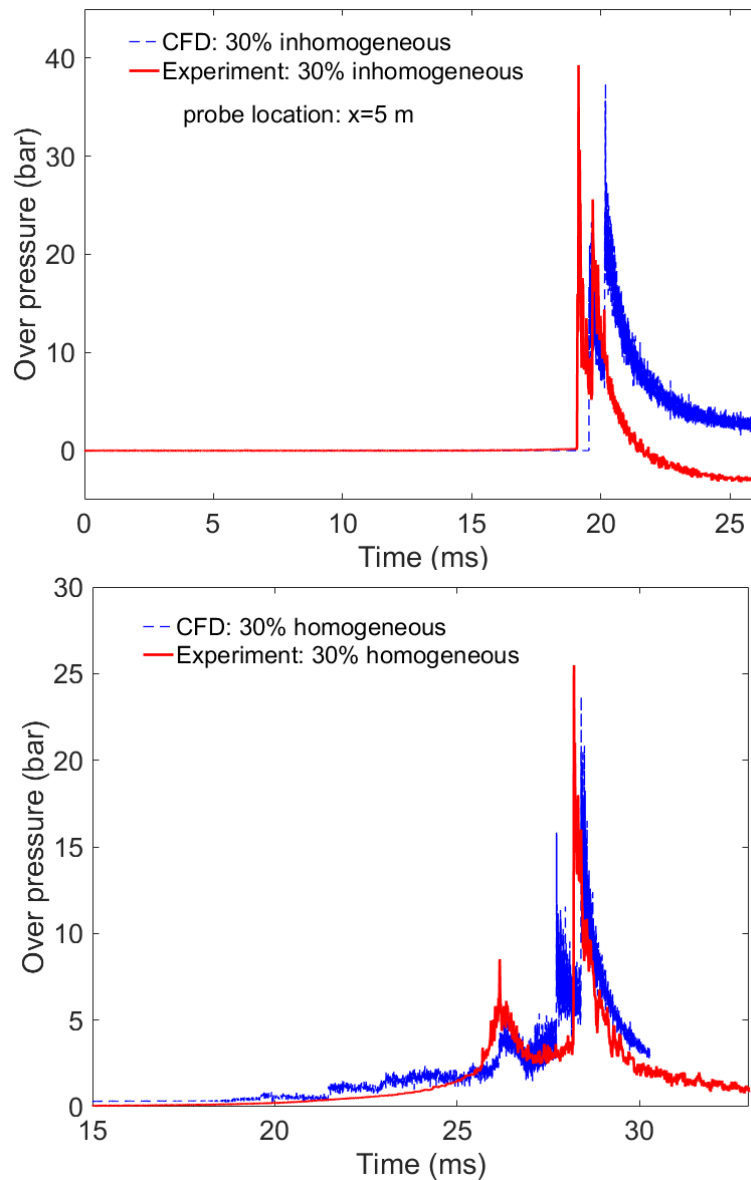 CFD: 30% inhomogeneous
Experiment: 30% inhomogeneous
probe location: x=5 m
Over pressure (bar)
40
30
20
10
0
0 5 10 15 20 25
Time (ms)
CFD: 30% homogeneous
Experiment: 30% homogeneous
Over pressure (bar)
30
25
20
15
10
5
0
15 20 26 30
Time (ms)